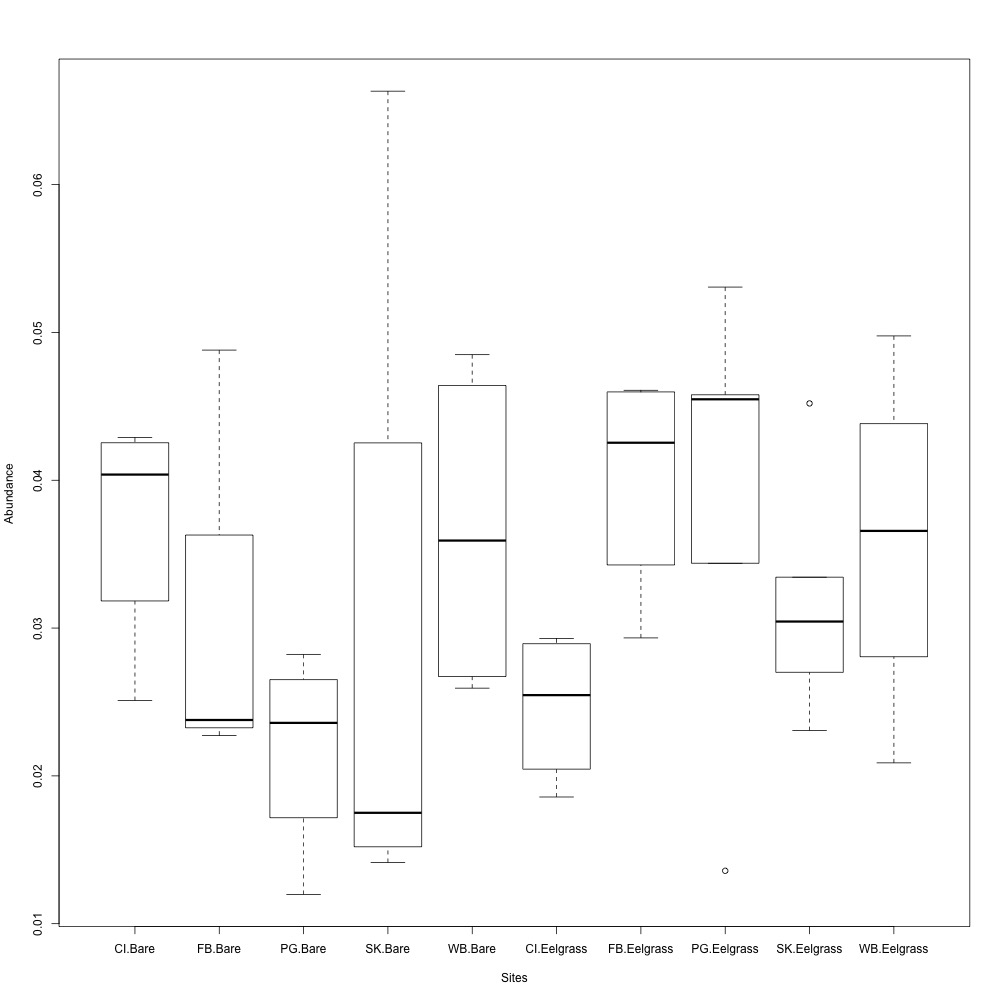 0.06
0.05
0.04
0.03
0.02
0.01
Abundance
CI.Bare FB.Bare PG.Bare SK.Bare WB.Bare CI.Eelgrass FB.Eelgrass PG.Eelgrass SK.Eelgrass WB.Eelgrass
Sites